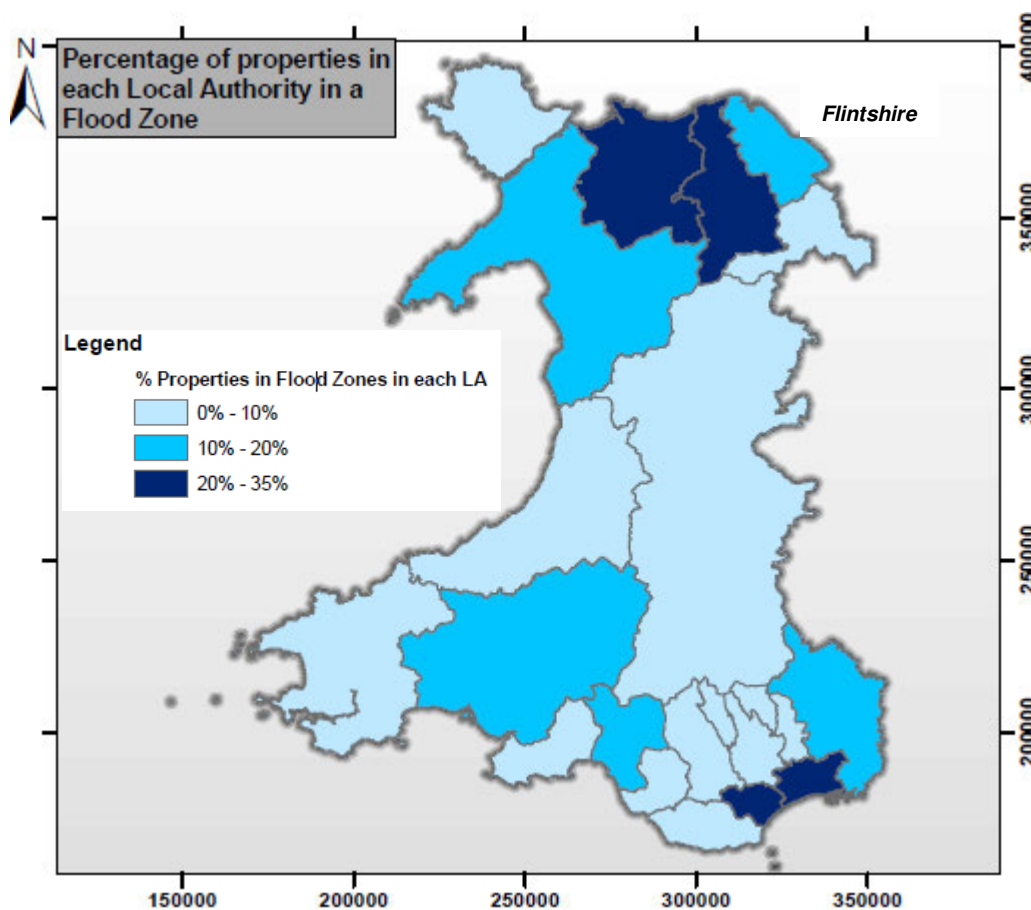 N
Percentage of properties in
each Local Authority in a
Flood Zone
Flintshire
Legend
% Properties in Flood Zones in each LA
0% - 10%
10% - 20%
20% - 35%
400000
350000
300000
250000
200000
150000
200000
250000
300000
350000